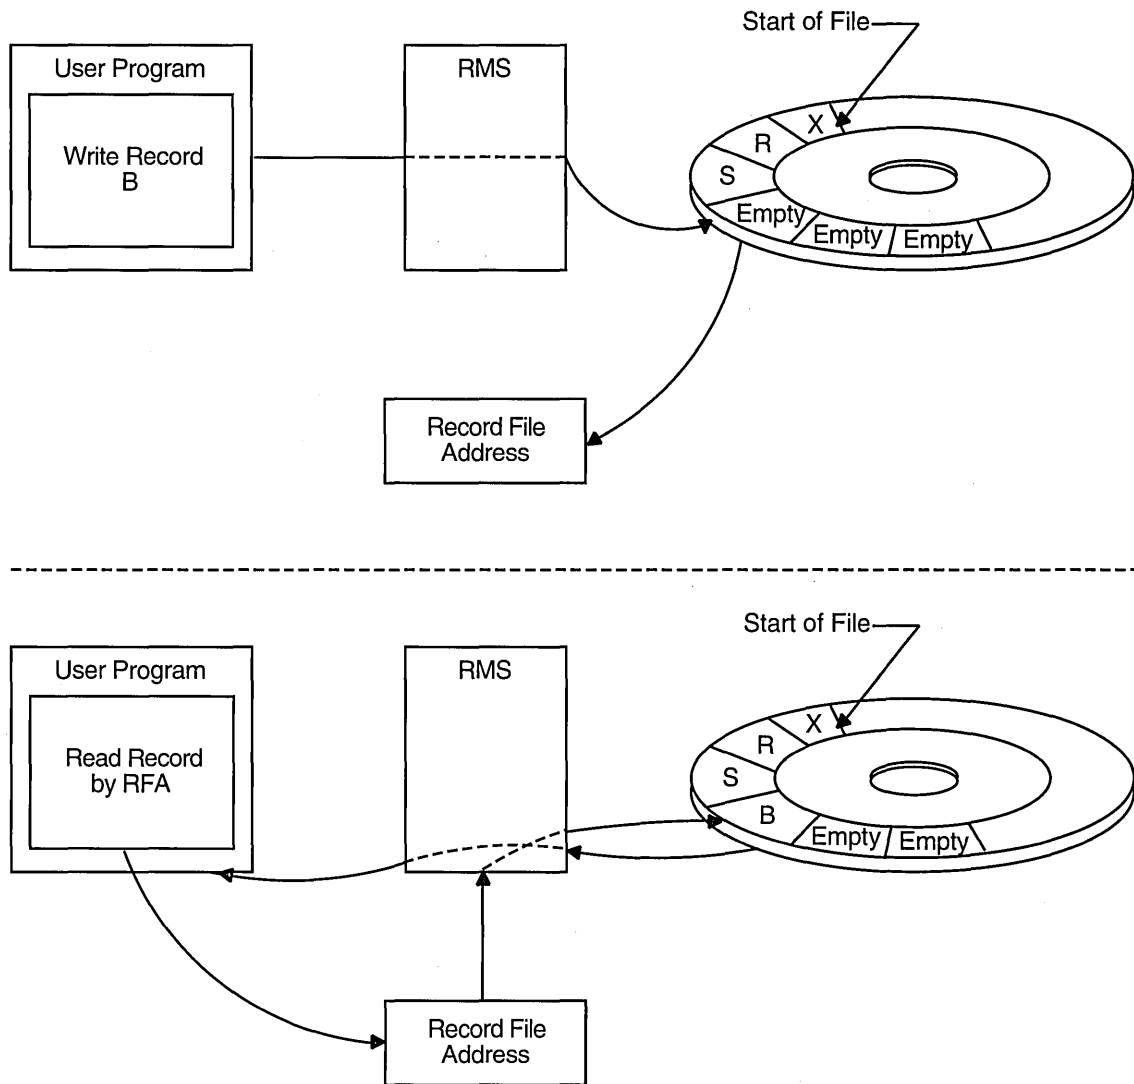 Start of File
User Program
RMS
Write Record
B
X
R
S
Empty
Empty
Empty
Record File
Address
Start of File
User Program
RMS
Read Record
by RFA
X
R
S
B
Empty
Empty
Record File
Address